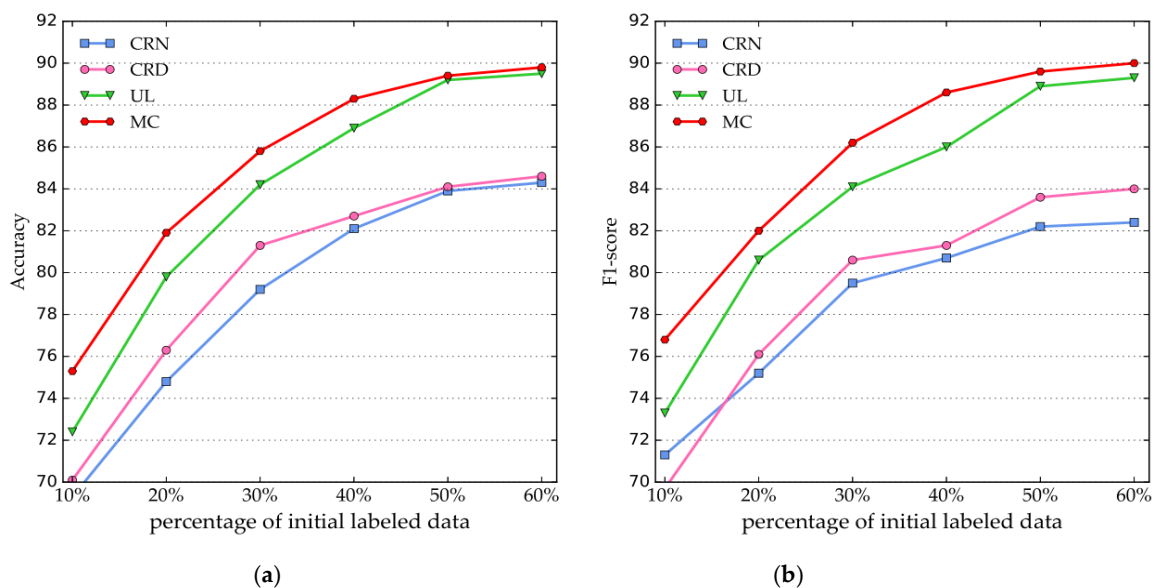 92
90
88
86
84
82
80
78
76
74
72
70
Accuracy
CRN
CRD
UL
MC
10% 20% 30% 40% 50% 60%
percentage of initial labeled data
(a)
92
90
88
86
84
82
80
78
76
74
72
70
F1-score
CRN
CRD
UL
MC
10% 20% 30% 40% 50% 60%
percentage of initial labeled data
(b)